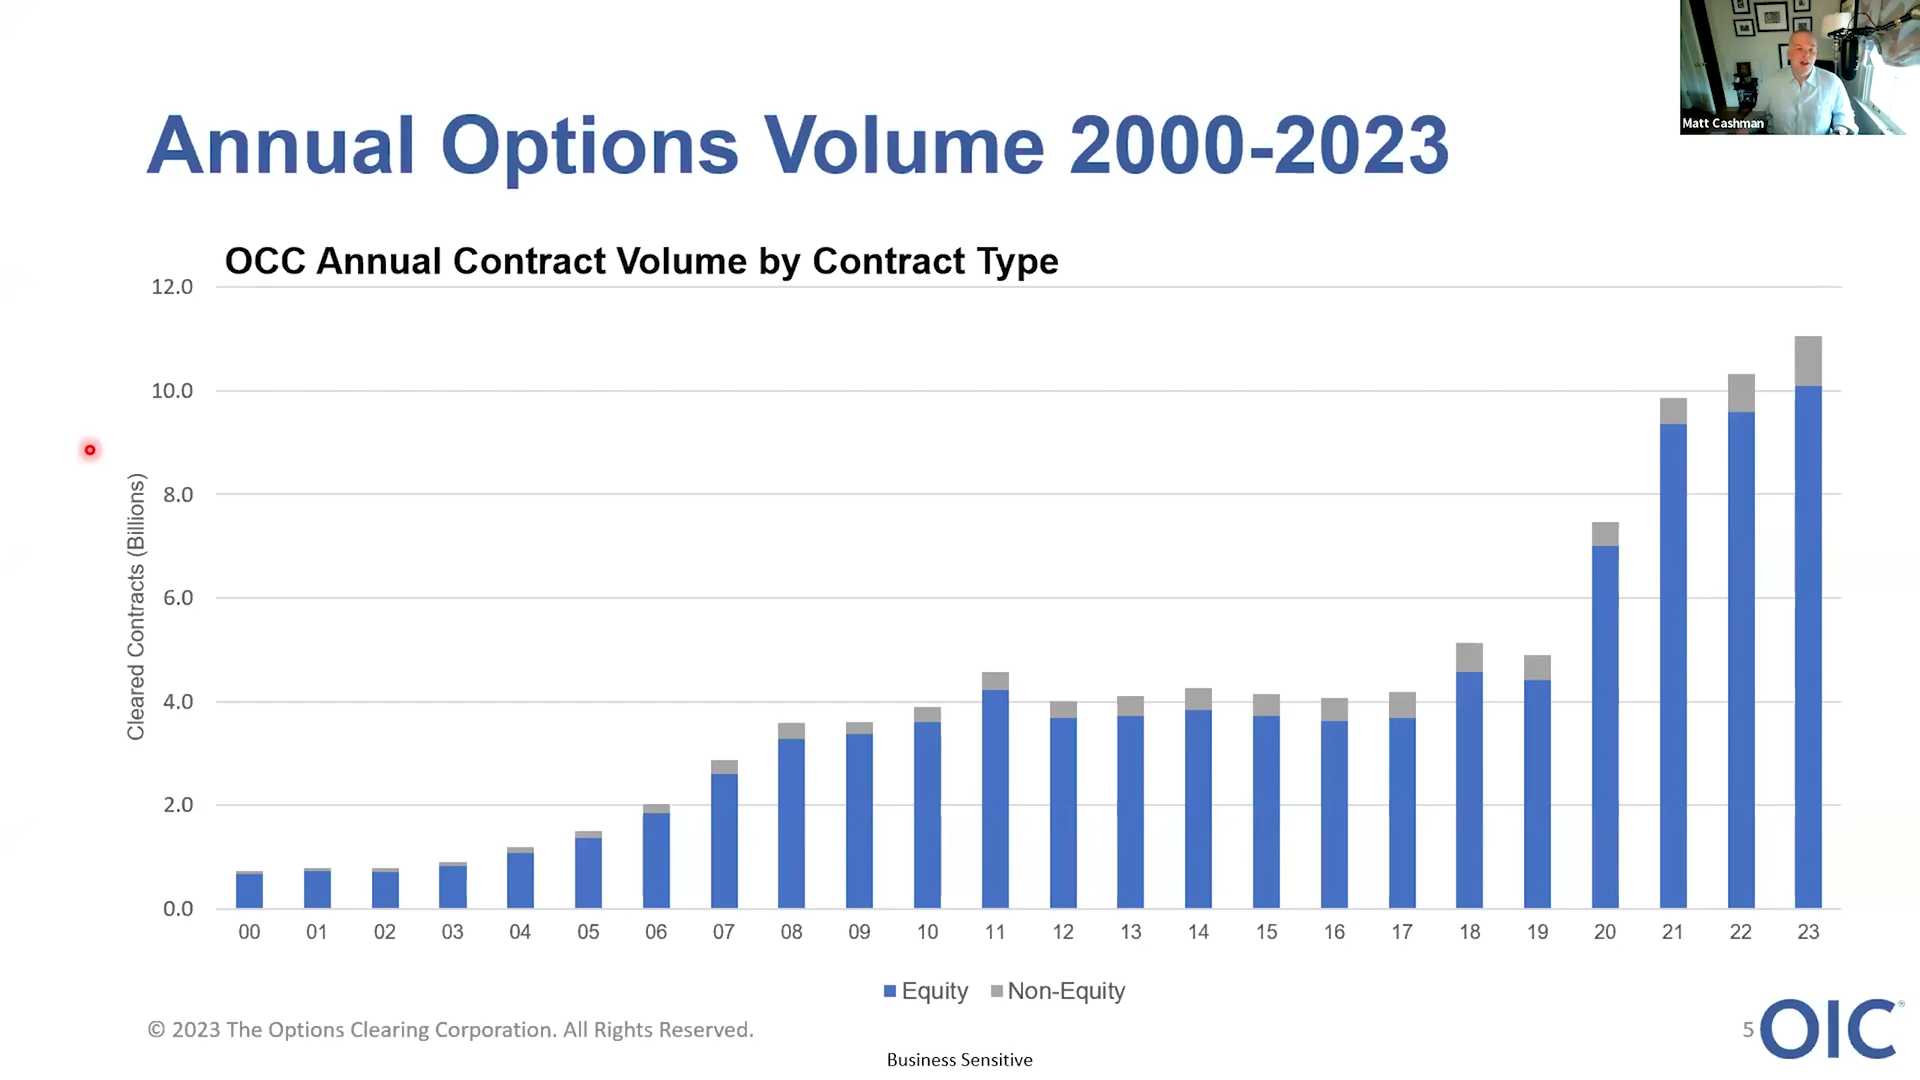 Matt Cashman
Annual Options Volume 2000-2023
OCC Annual Contract Volume by Contract Type
Cleared Contracts (Billions)
12.0
10.0
8.0
6.0
4.0
2.0
0.0
00 01 02 03 04 05 06 07 08 09 10 11 12 13 14 15 16 17 18 19 20 21 22 23
Equity Non-Equity
© 2023 The Options Clearing Corporation. All Rights Reserved.
5 OIC®
Business Sensitive